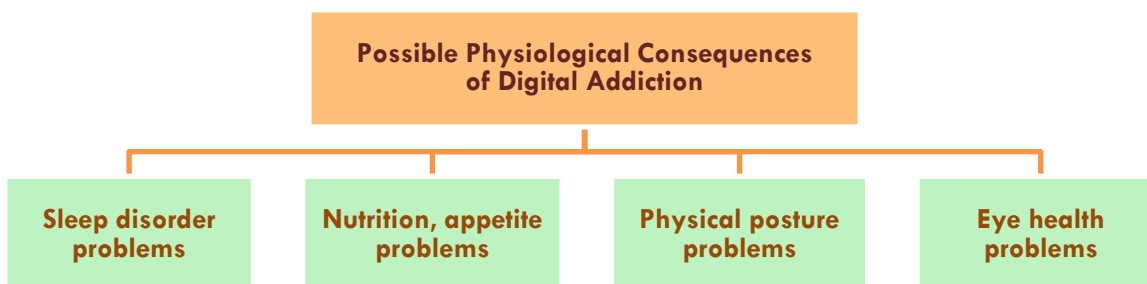 Possible Physiological Consequences
of Digital Addiction
Sleep disorder
problems
Nutrition, appetite
problems
Physical posture
problems
Eye health
problems